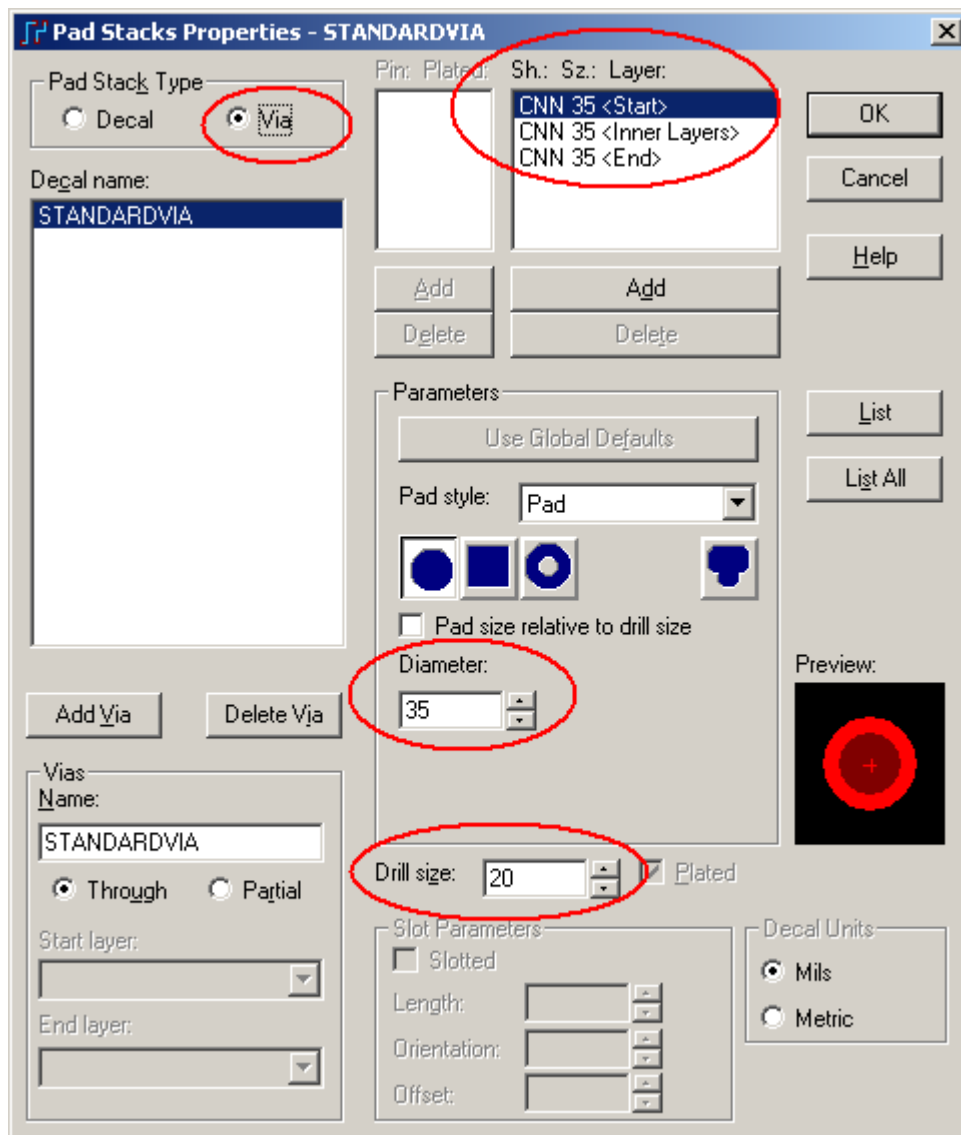 Pad Stacks Properties - STANDARDVIA
Pad Stack Type
Decal
Via
Decal name:
STANDARDVIA
Add Via
Delete Via
Vias
Name:
STANDARDVIA
Through
Partial
Start layer:
End layer:
Pin: Plated:
Sh.: Sz.: Layer:
CNN 35 <Start>
CNN 35 <Inner Layers>
CNN 35 <End>
Add
Delete
Add
Delete
Parameters
Use Global Defaults
Pad style:
Pad
Pad size relative to drill size
Diameter:
35
Drill size:
20
Plated
Slot Parameters
Slotted
Length:
Orientation:
Offset:
OK
Cancel
Help
List
List All
Preview:
Decal Units
Mils
Metric